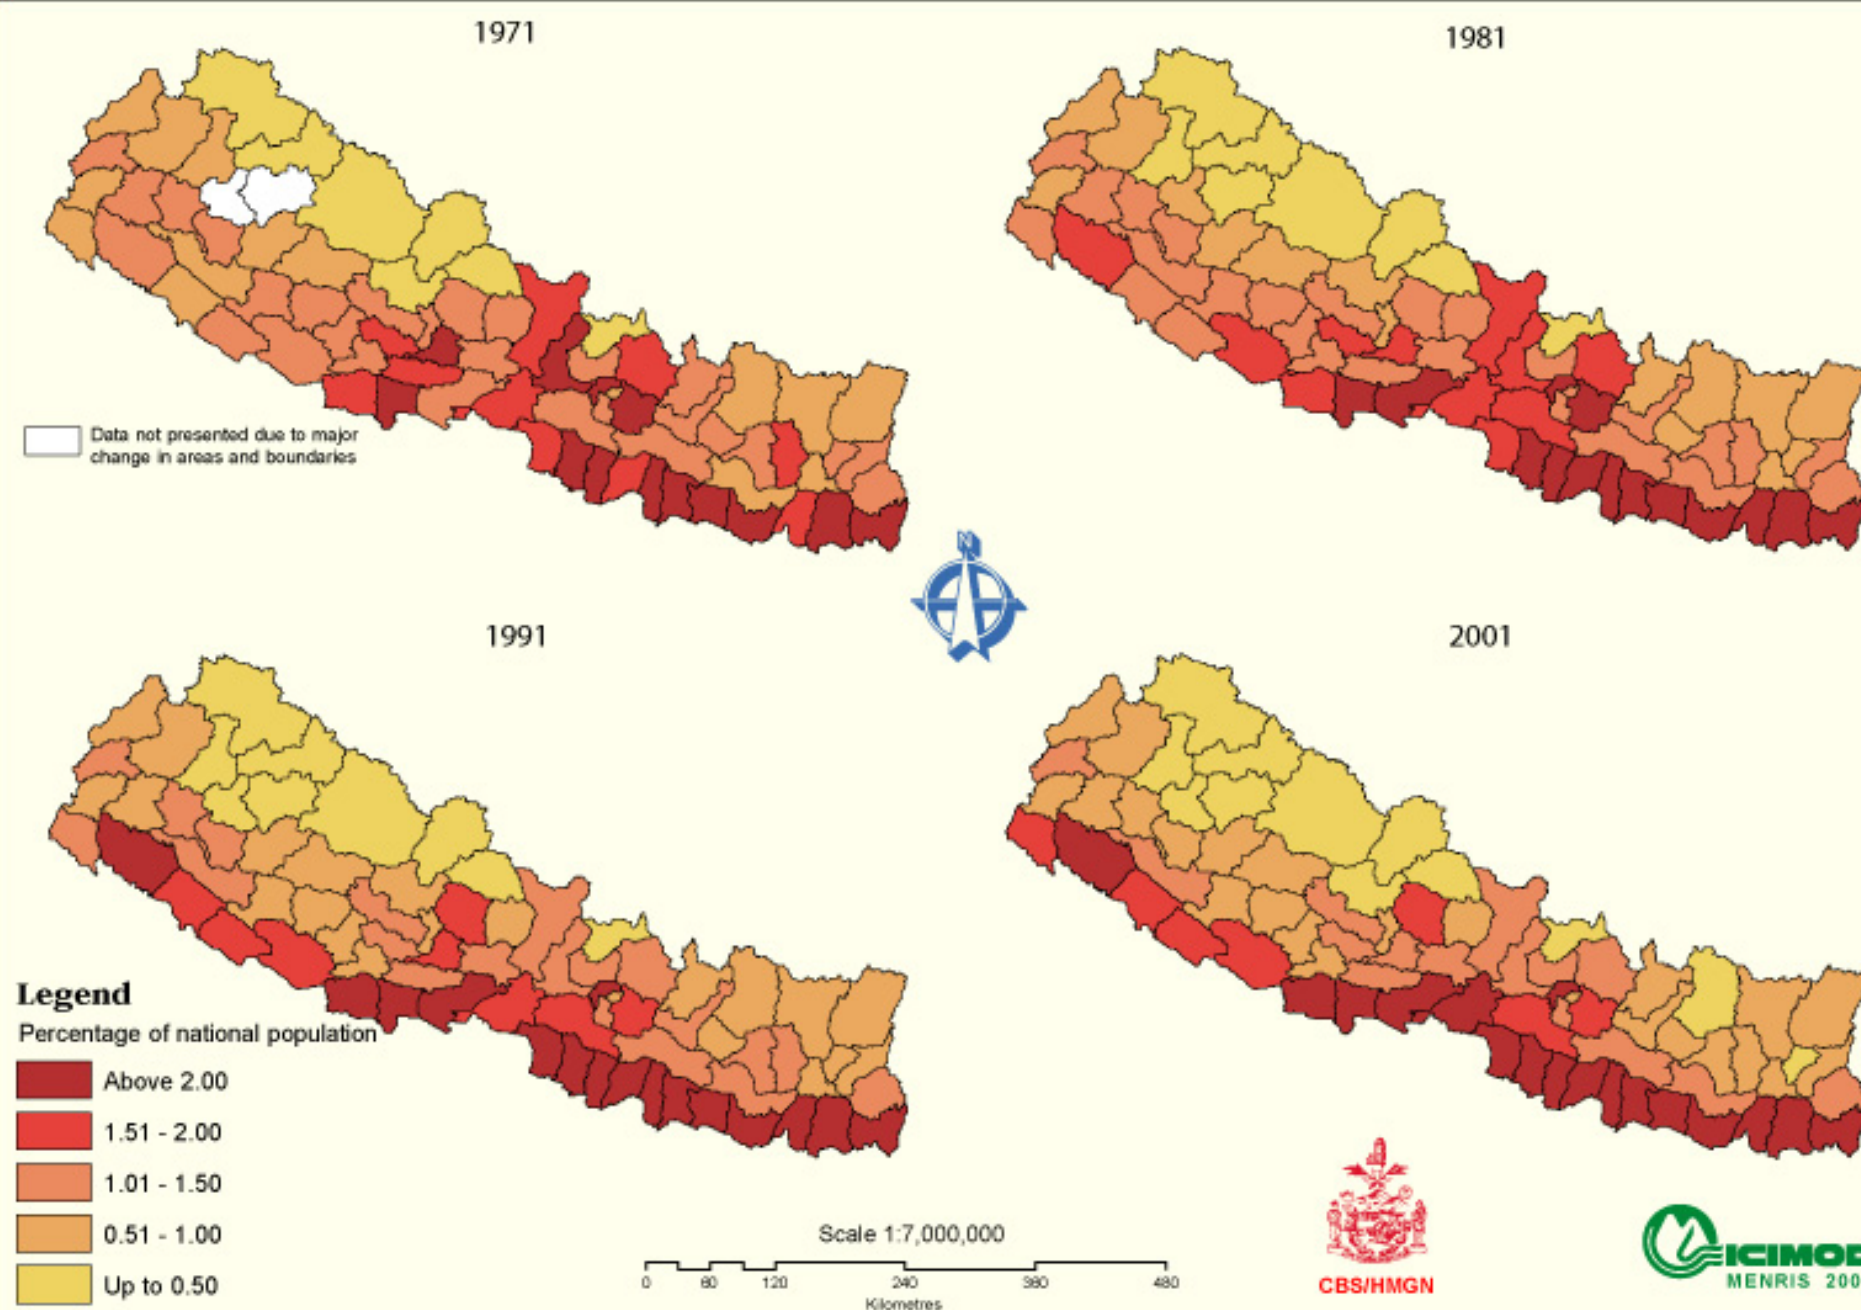 1971
1981
Data not presented due to major
change in areas and boundaries
N
1991
2001
Legend
Percentage of national population
Above 2.00
1.51 - 2.00
1.01 - 1.50
0.51 - 1.00
Up to 0.50
Scale 1:7,000,000
0 60 120 240 360 480
Kilometres
CBS/HMGN
ICIMOD
MENRIS 200